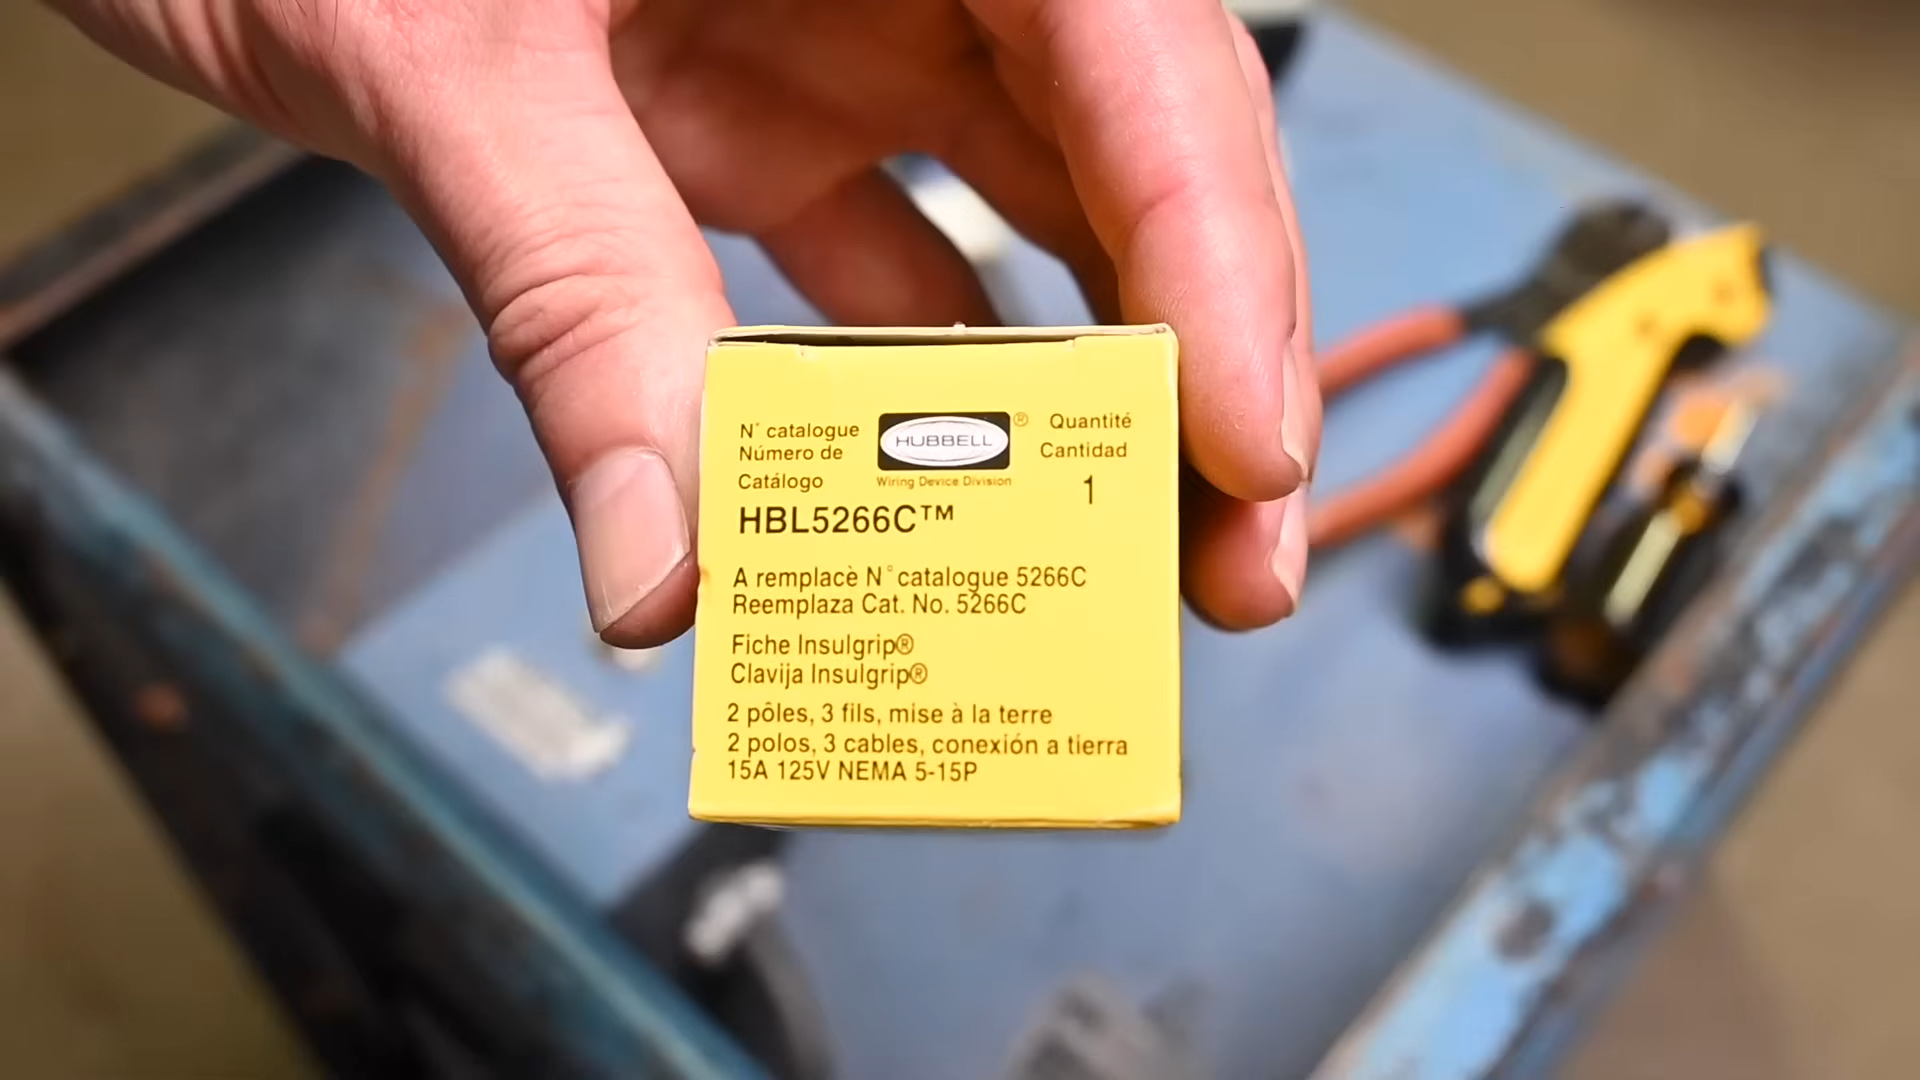 N° catalogue
Número de
Catálogo
HUBBELL®
Wiring Device Division
Quantité
Cantidad
1
HBL5266C™
A remplacè N° catalogue 5266C
Reemplaza Cat. No. 5266C
Fiche Insulgrip®
Clavija Insulgrip®
2 pôles, 3 fils, mise à la terre
2 polos, 3 cables, conexión a tierra
15A 125V NEMA 5-15P